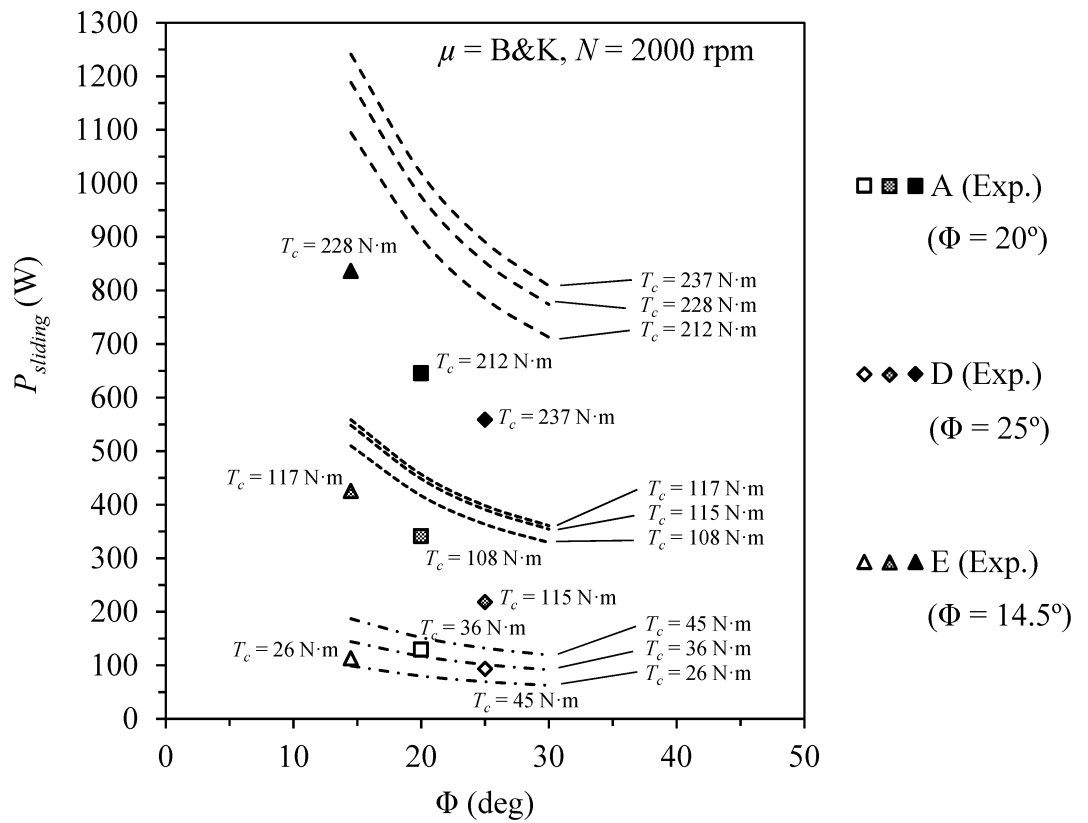 1300
1200
1100
1000
900
800
700
600
500
400
300
200
100
0
P_sliding (W)
μ = B&K, N = 2000 rpm
T_c = 228 N·m
T_c = 237 N·m
T_c = 228 N·m
T_c = 212 N·m
T_c = 212 N·m
T_c = 237 N·m
T_c = 117 N·m
T_c = 117 N·m
T_c = 115 N·m
T_c = 108 N·m
T_c = 108 N·m
T_c = 115 N·m
T_c = 36 N·m
T_c = 45 N·m
T_c = 26 N·m
T_c = 36 N·m
T_c = 26 N·m
T_c = 45 N·m
0 10 20 30 40 50
Φ (deg)
A (Exp.)
(Φ = 20º)
D (Exp.)
(Φ = 25º)
E (Exp.)
(Φ = 14.5º)